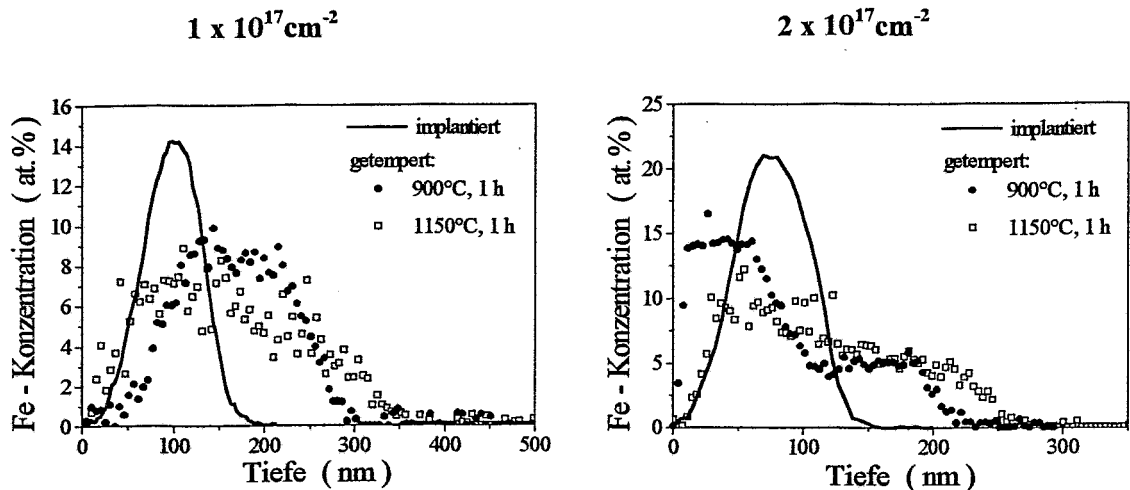 1 x 10¹⁷cm⁻²
2 x 10¹⁷cm⁻²
Fe - Konzentration ( at.% )
16
14
12
10
8
6
4
2
0
implantiert
getempert:
900°C, 1 h
1150°C, 1 h
0
100
200
300
400
500
Tiefe ( nm )
Fe - Konzentration ( at.% )
25
20
15
10
5
0
implantiert
getempert:
900°C, 1 h
1150°C, 1 h
0
100
200
300
Tiefe ( nm )